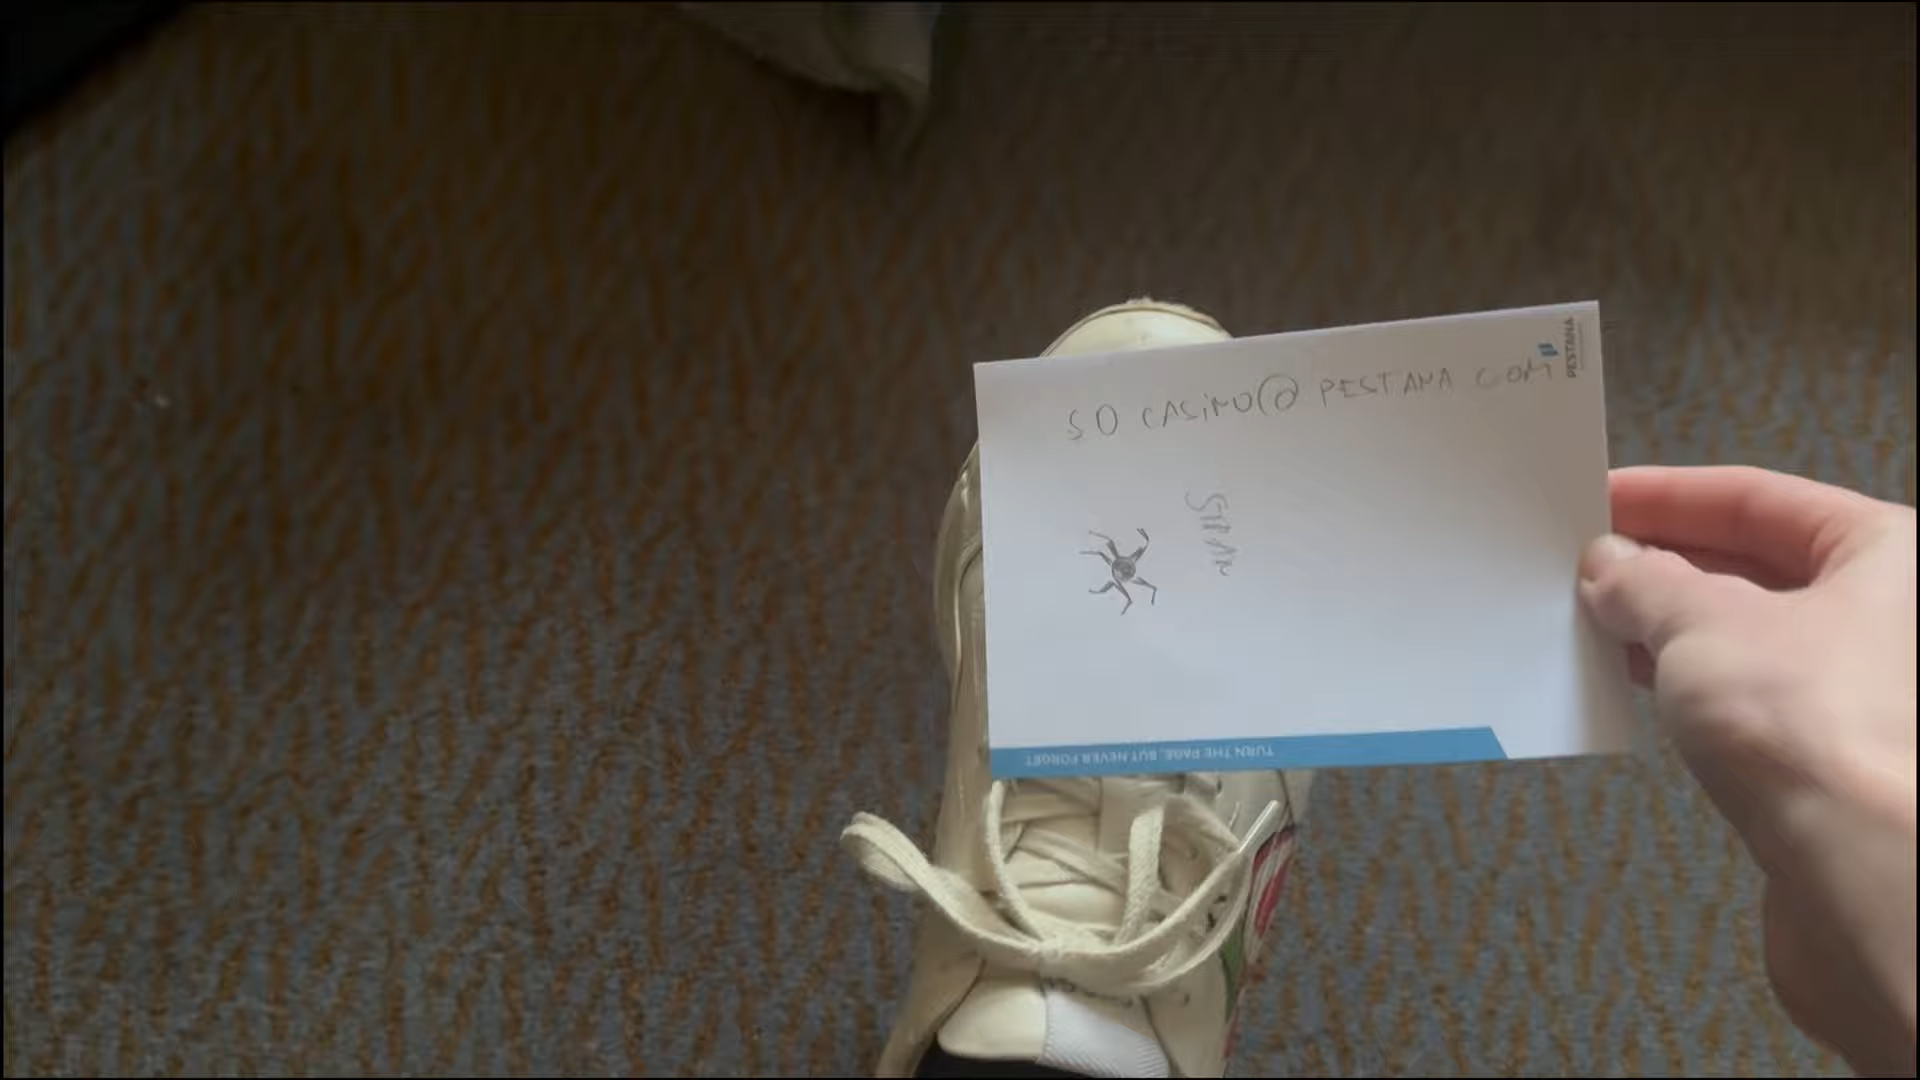 SO CASINO@ PESTANA COM
PESTANA
TURN THE PAGE, BUT NEVER FORGET